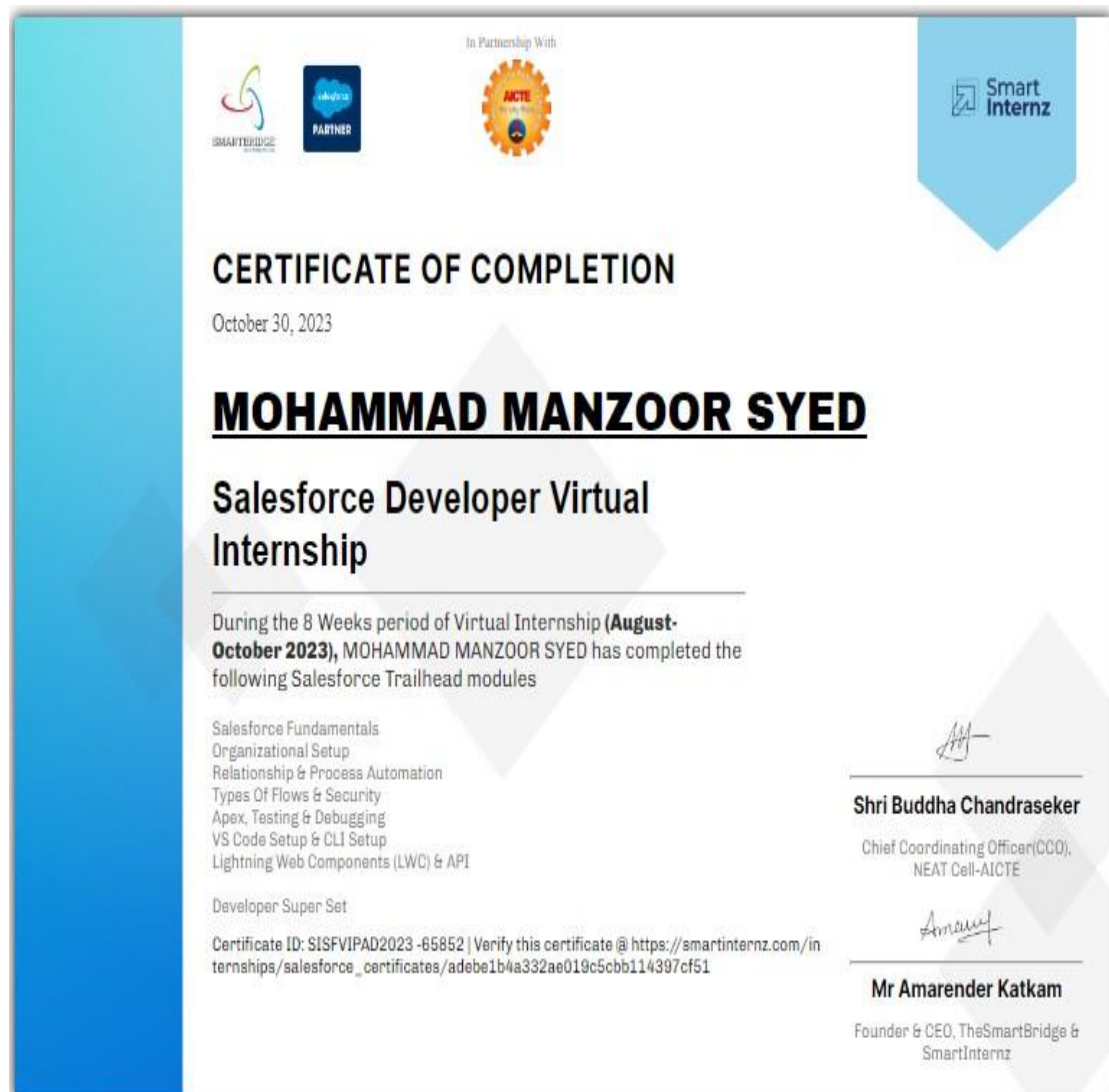 In Partnership With
SMARTBRIDGE
salesforce
PARTNER
AICTE
Smart
Internz
CERTIFICATE OF COMPLETION
October 30, 2023
MOHAMMAD MANZOOR SYED
Salesforce Developer Virtual
Internship
During the 8 Weeks period of Virtual Internship (August-
October 2023), MOHAMMAD MANZOOR SYED has completed the
following Salesforce Trailhead modules
Salesforce Fundamentals
Organizational Setup
Relationship & Process Automation
Types Of Flows & Security
Apex, Testing & Debugging
VS Code Setup & CLI Setup
Lightning Web Components (LWC) & API
Developer Super Set
Certificate ID: SISFVIPAD2023 -65852 | Verify this certificate @ https://smartinternz.com/in
ternships/salesforce_certificates/adebe1b4a332ae019c5cbb114397cf51
Shri Buddha Chandraseker
Chief Coordinating Officer(CCO),
NEAT Cell-AICTE
Mr Amarender Katkam
Founder & CEO, TheSmartBridge &
SmartInternz